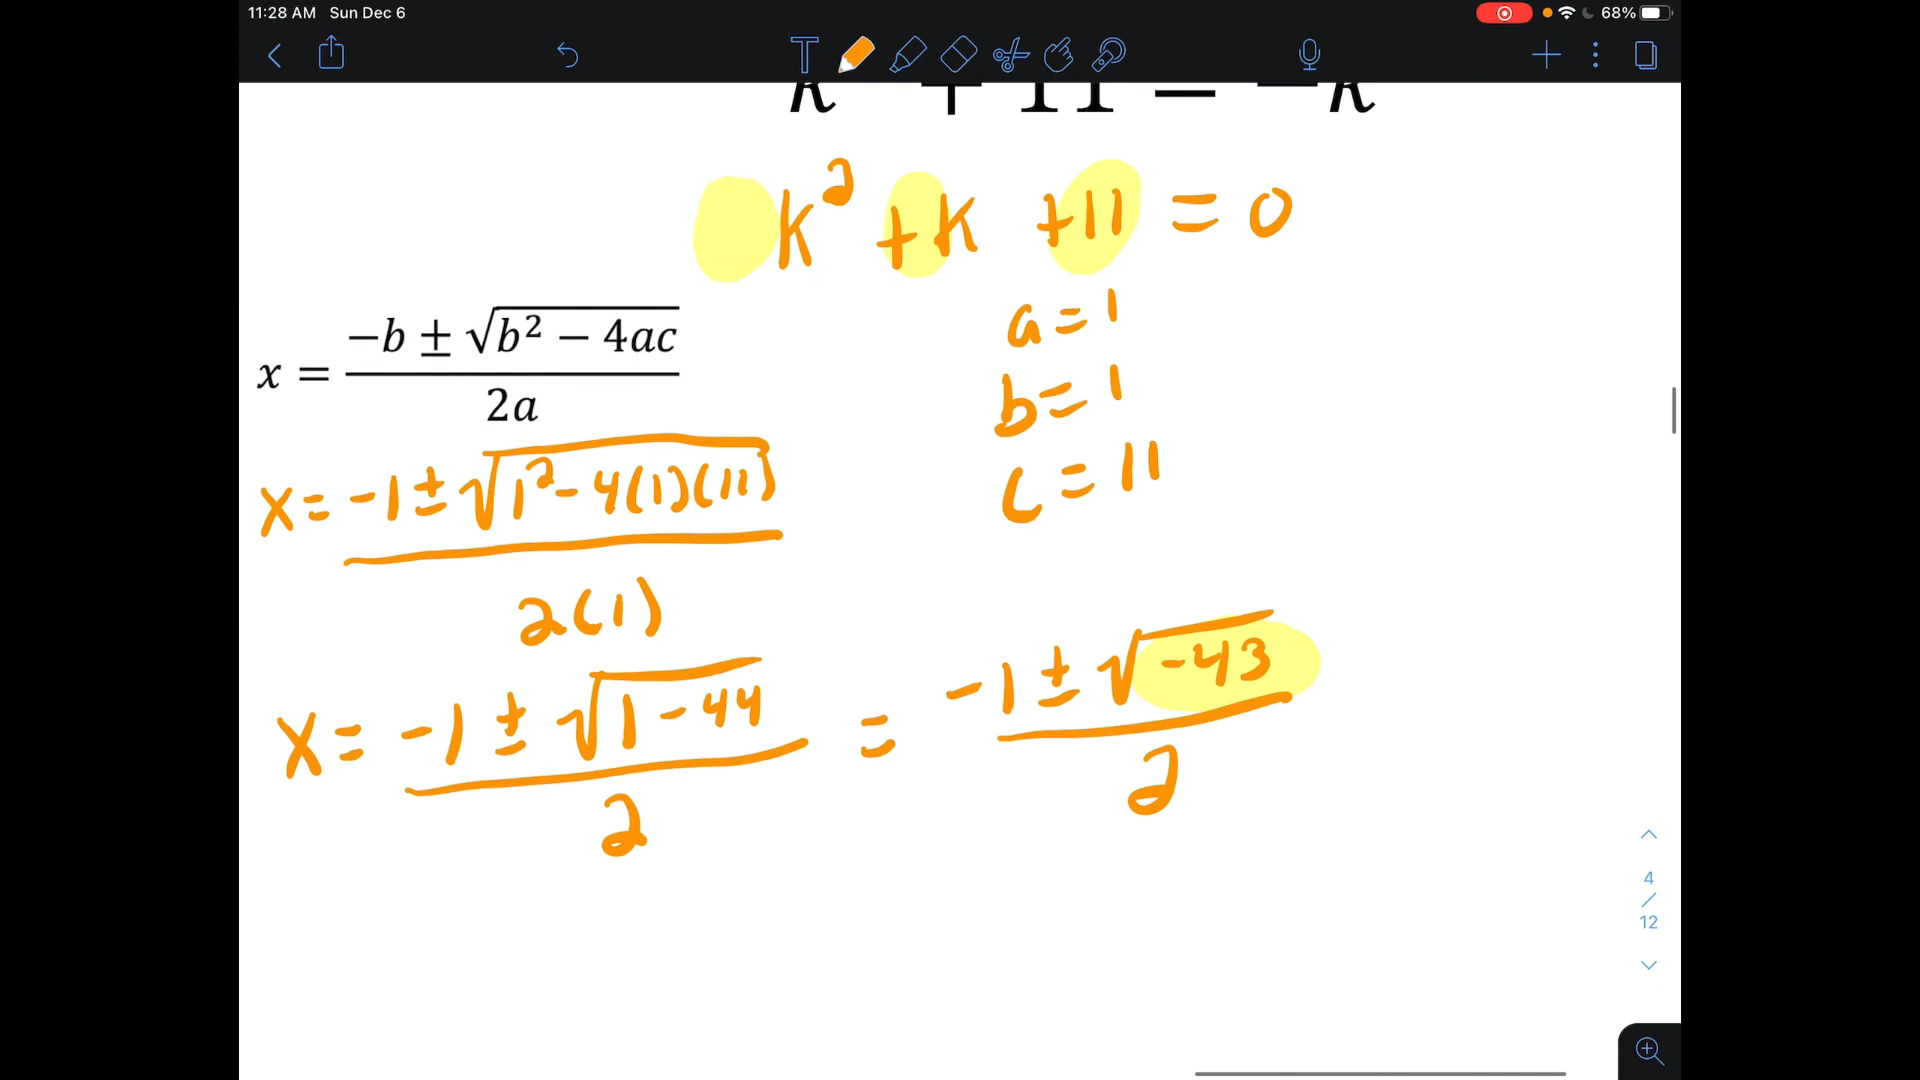 11:28 AM Sun Dec 6
68%
T
k + 11 = −k
k² + k + 11 = 0
x = −b ± √b² − 4ac / 2a
a = 1
b = 1
c = 11
x = -1 ± √1² - 4(1)(11) / 2(1)
x = -1 ± √1 - 44 / 2 = -1 ± √-43 / 2
4
/
12